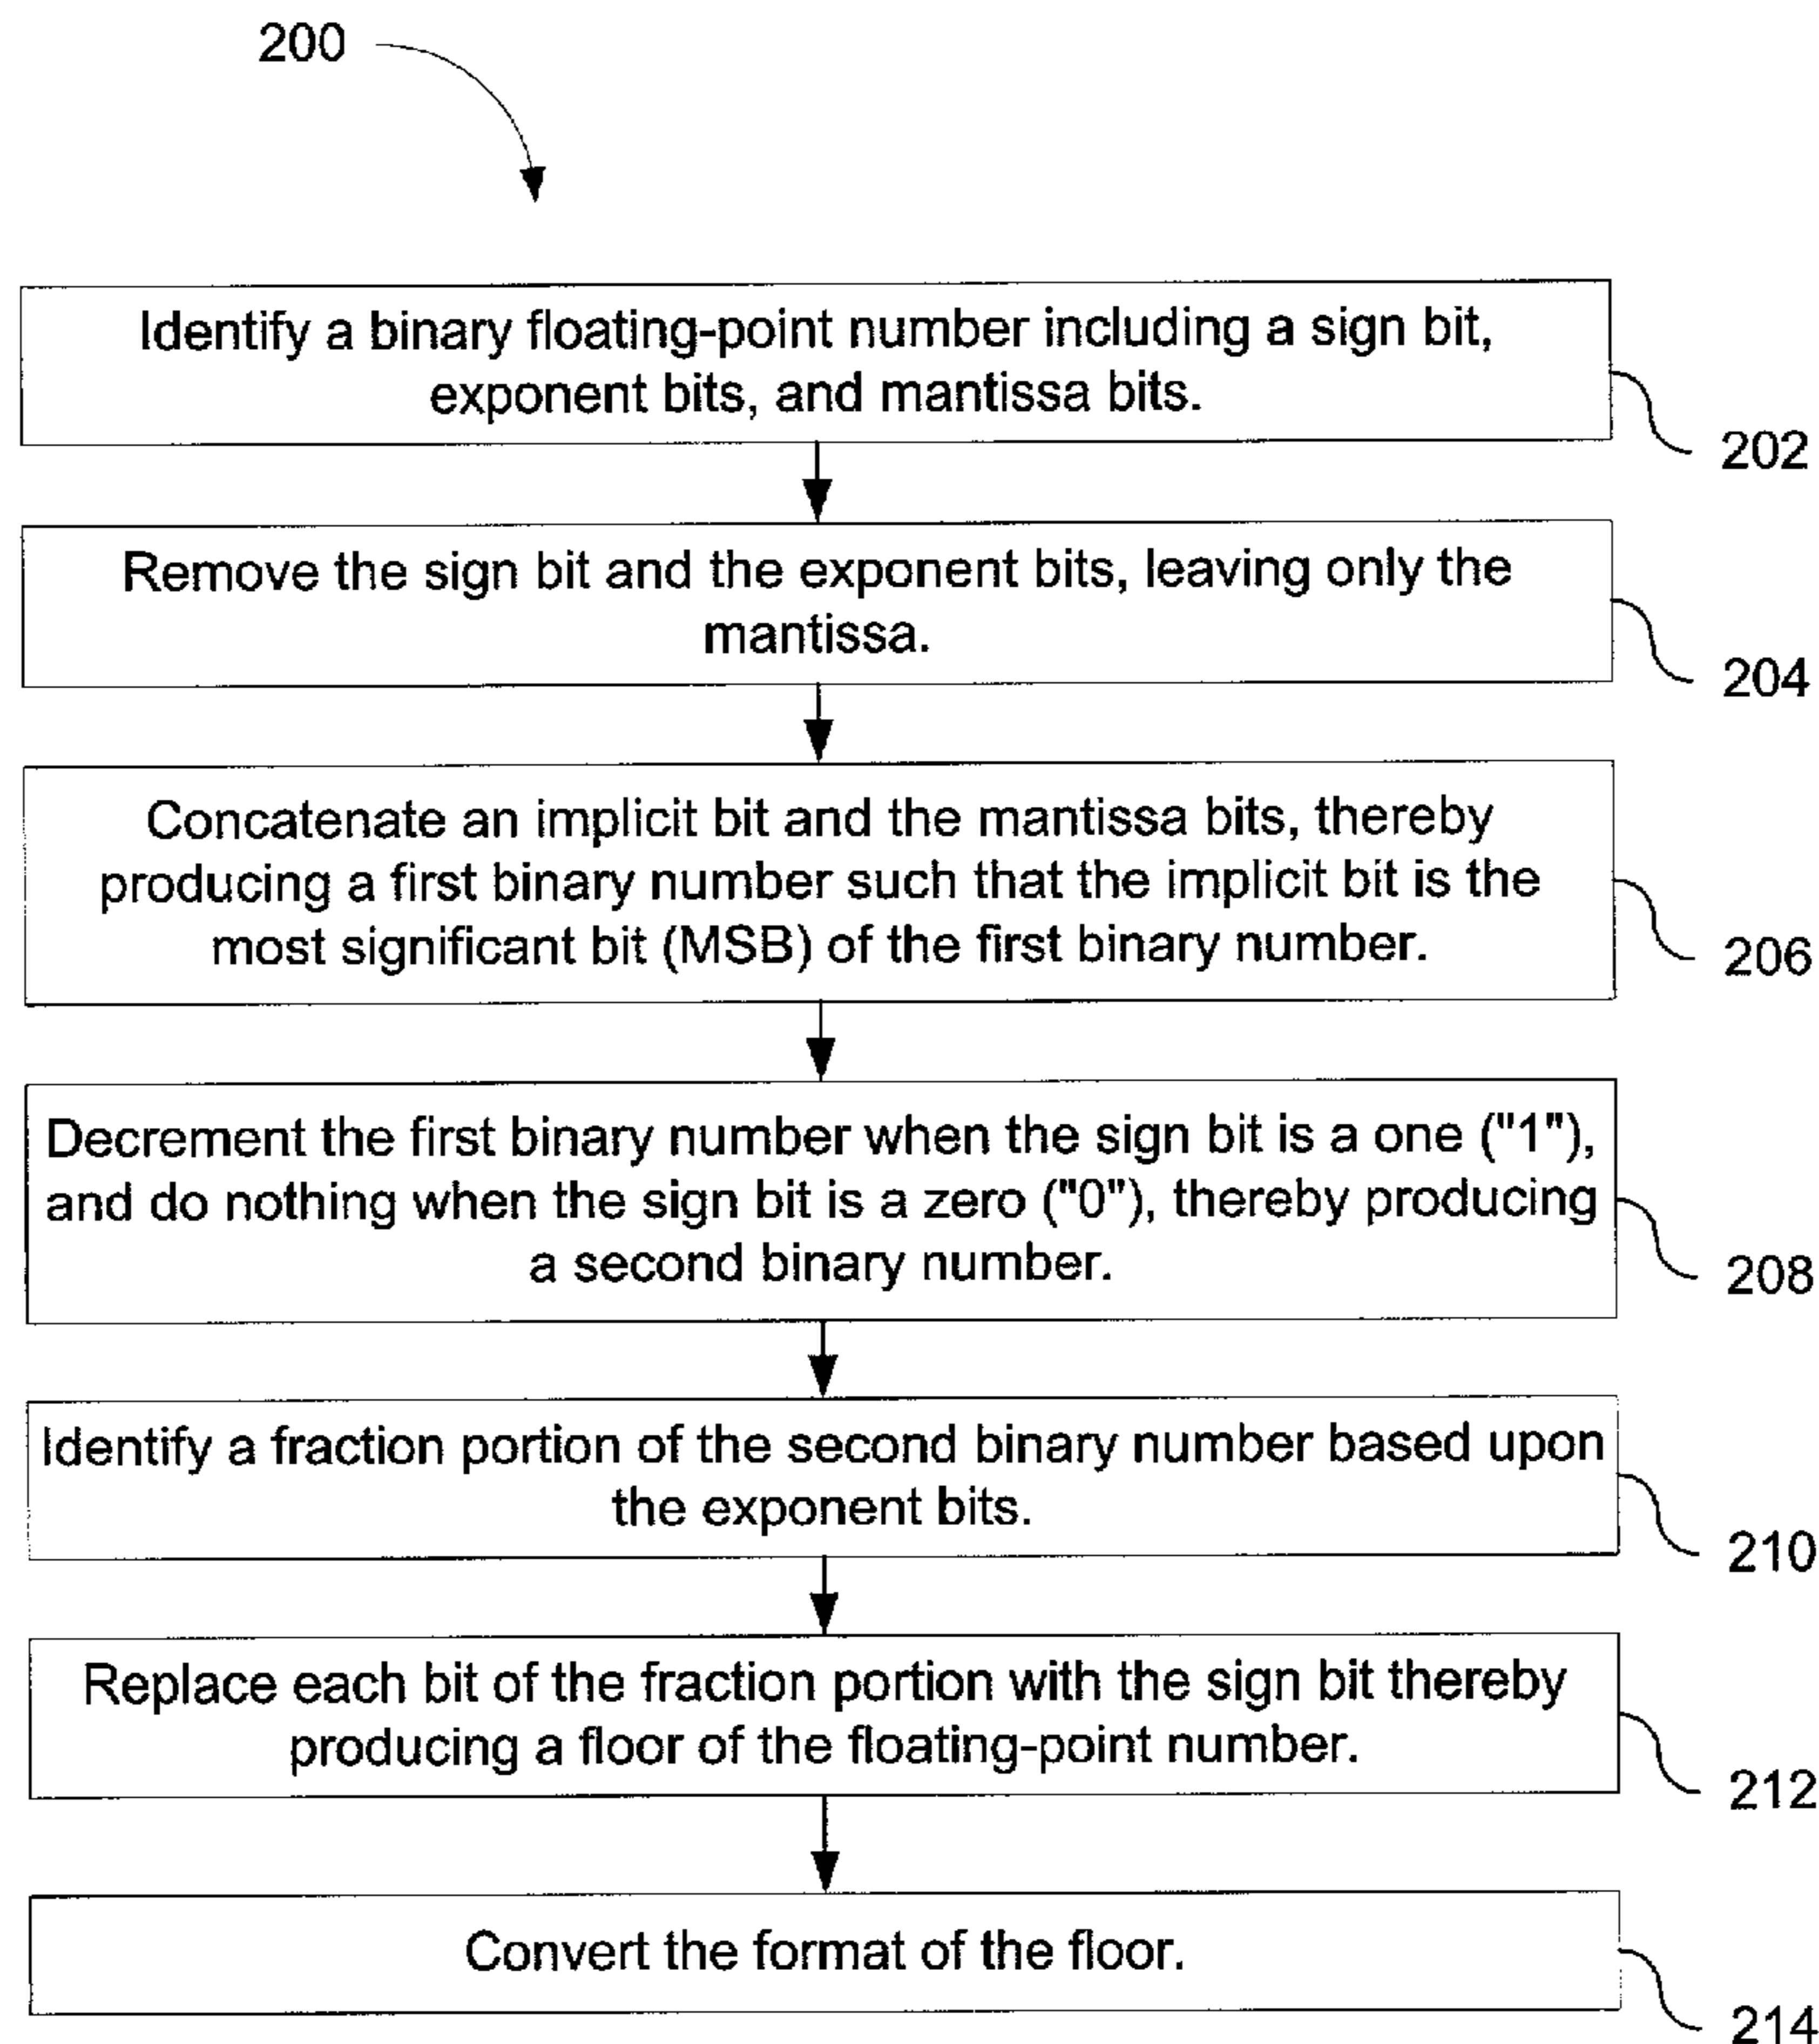 200
Identify a binary floating-point number including a sign bit,
exponent bits, and mantissa bits.
202
Remove the sign bit and the exponent bits, leaving only the
mantissa.
204
Concatenate an implicit bit and the mantissa bits, thereby
producing a first binary number such that the implicit bit is the
most significant bit (MSB) of the first binary number.
206
Decrement the first binary number when the sign bit is a one ("1"),
and do nothing when the sign bit is a zero ("0"), thereby producing
a second binary number.
208
Identify a fraction portion of the second binary number based upon
the exponent bits.
210
Replace each bit of the fraction portion with the sign bit thereby
producing a floor of the floating-point number.
212
Convert the format of the floor.
214